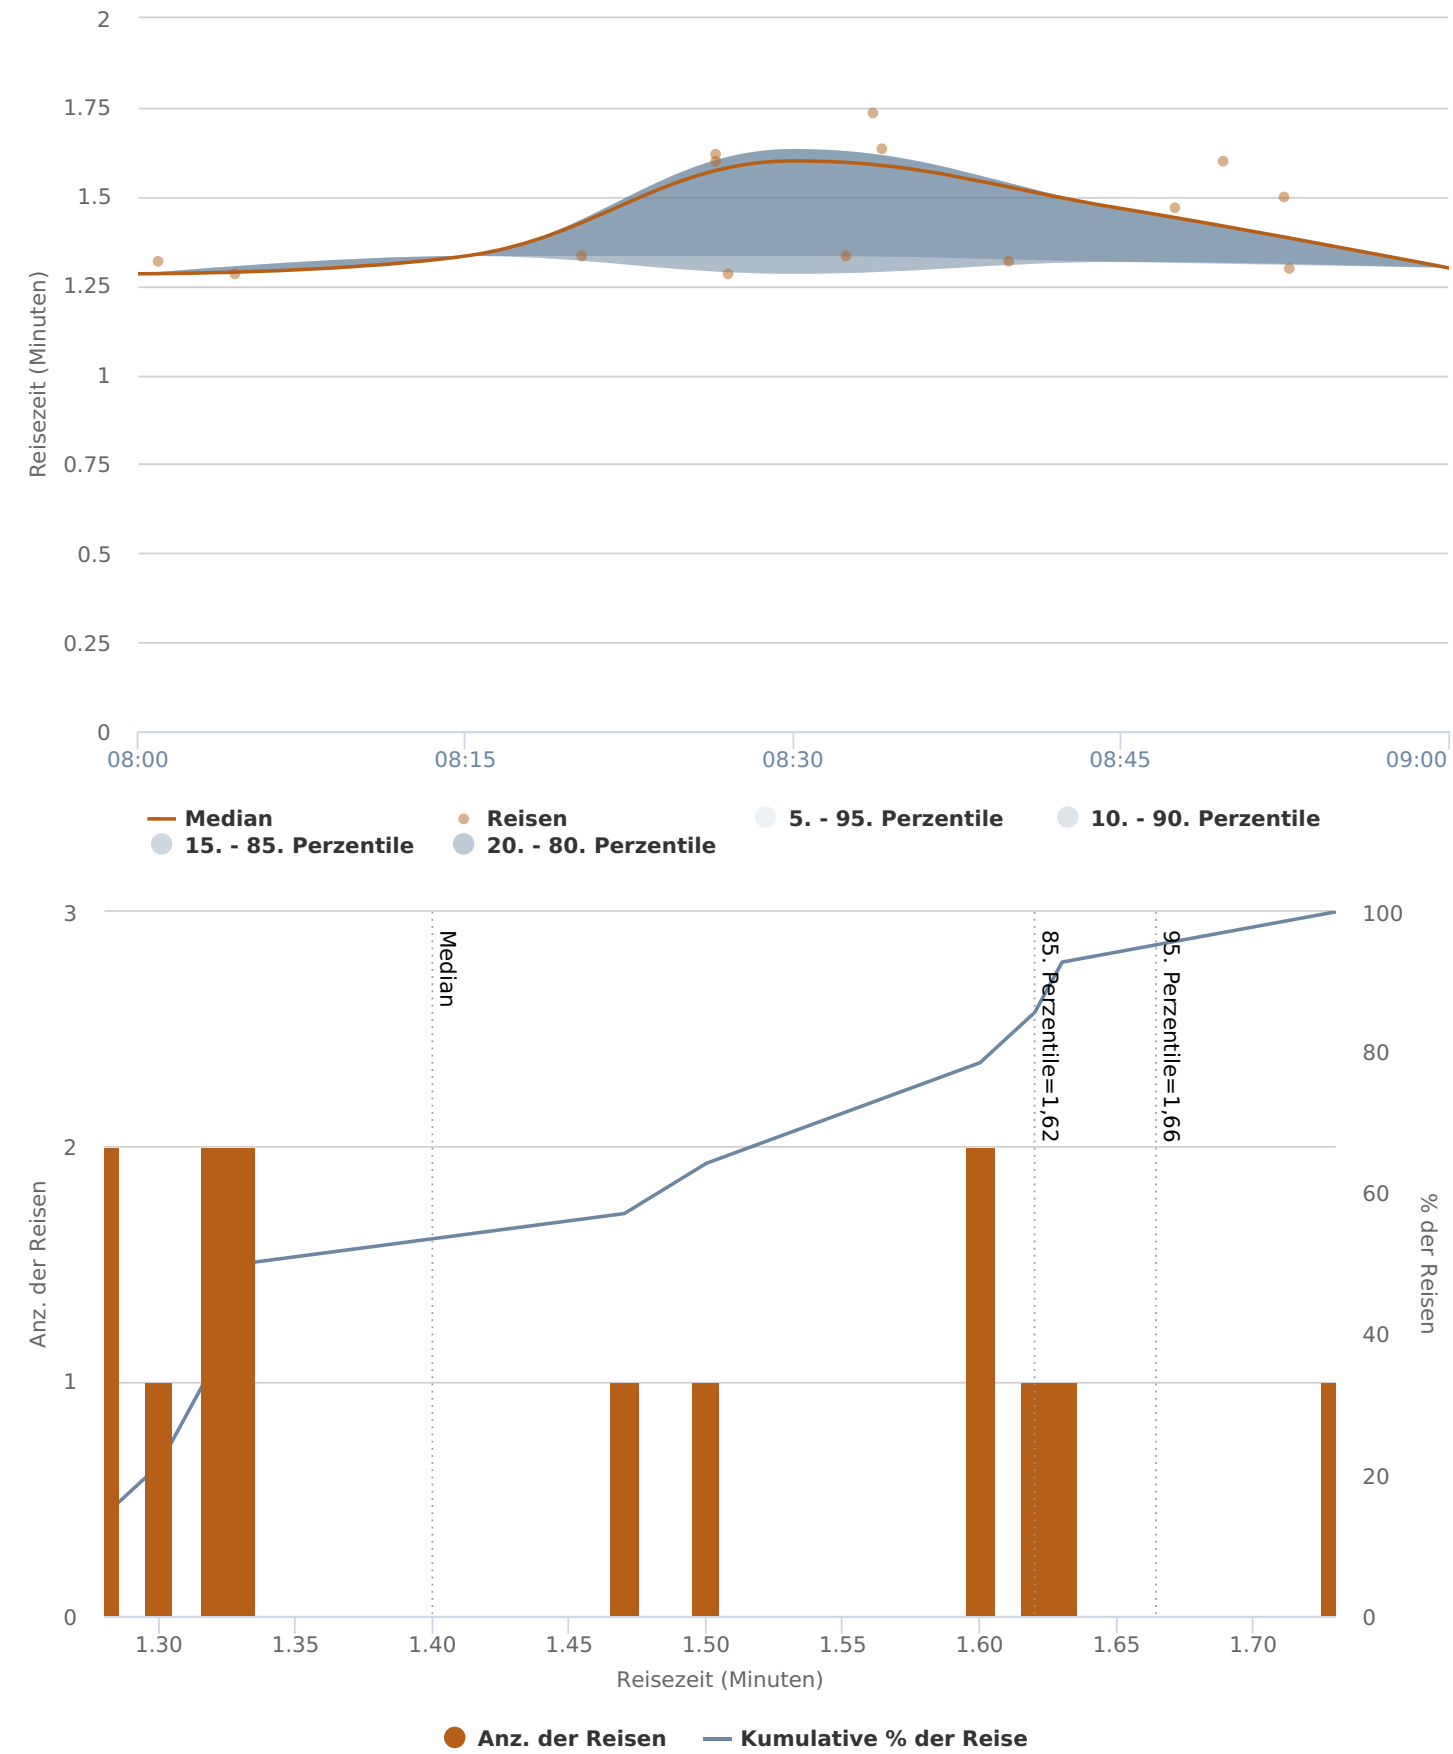 2
1.75
1.5
1.25
1
0.75
0.5
0.25
0
Reisezeit (Minuten)
08:00 08:15 08:30 08:45 09:00
Median Reisen 5. - 95. Perzentile 10. - 90. Perzentile
15. - 85. Perzentile 20. - 80. Perzentile
3
2
1
0
Anz. der Reisen
Median
85. Perzentile=1,62
95. Perzentile=1,66
100
80
60
40
20
0
% der Reisen
1.30 1.35 1.40 1.45 1.50 1.55 1.60 1.65 1.70
Reisezeit (Minuten)
Anz. der Reisen Kumulative % der Reise